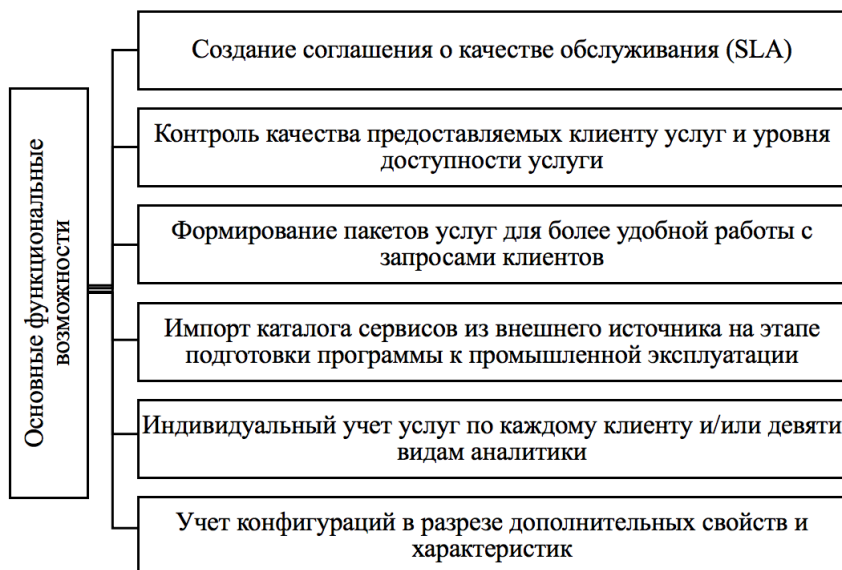 Основные функциональные
возможности
Создание соглашения о качестве обслуживания (SLA)
Контроль качества предоставляемых клиенту услуг и уровня
доступности услуги
Формирование пакетов услуг для более удобной работы с
запросами клиентов
Импорт каталога сервисов из внешнего источника на этапе
подготовки программы к промышленной эксплуатации
Индивидуальный учет услуг по каждому клиенту и/или девяти
видам аналитики
Учет конфигураций в разрезе дополнительных свойств и
характеристик